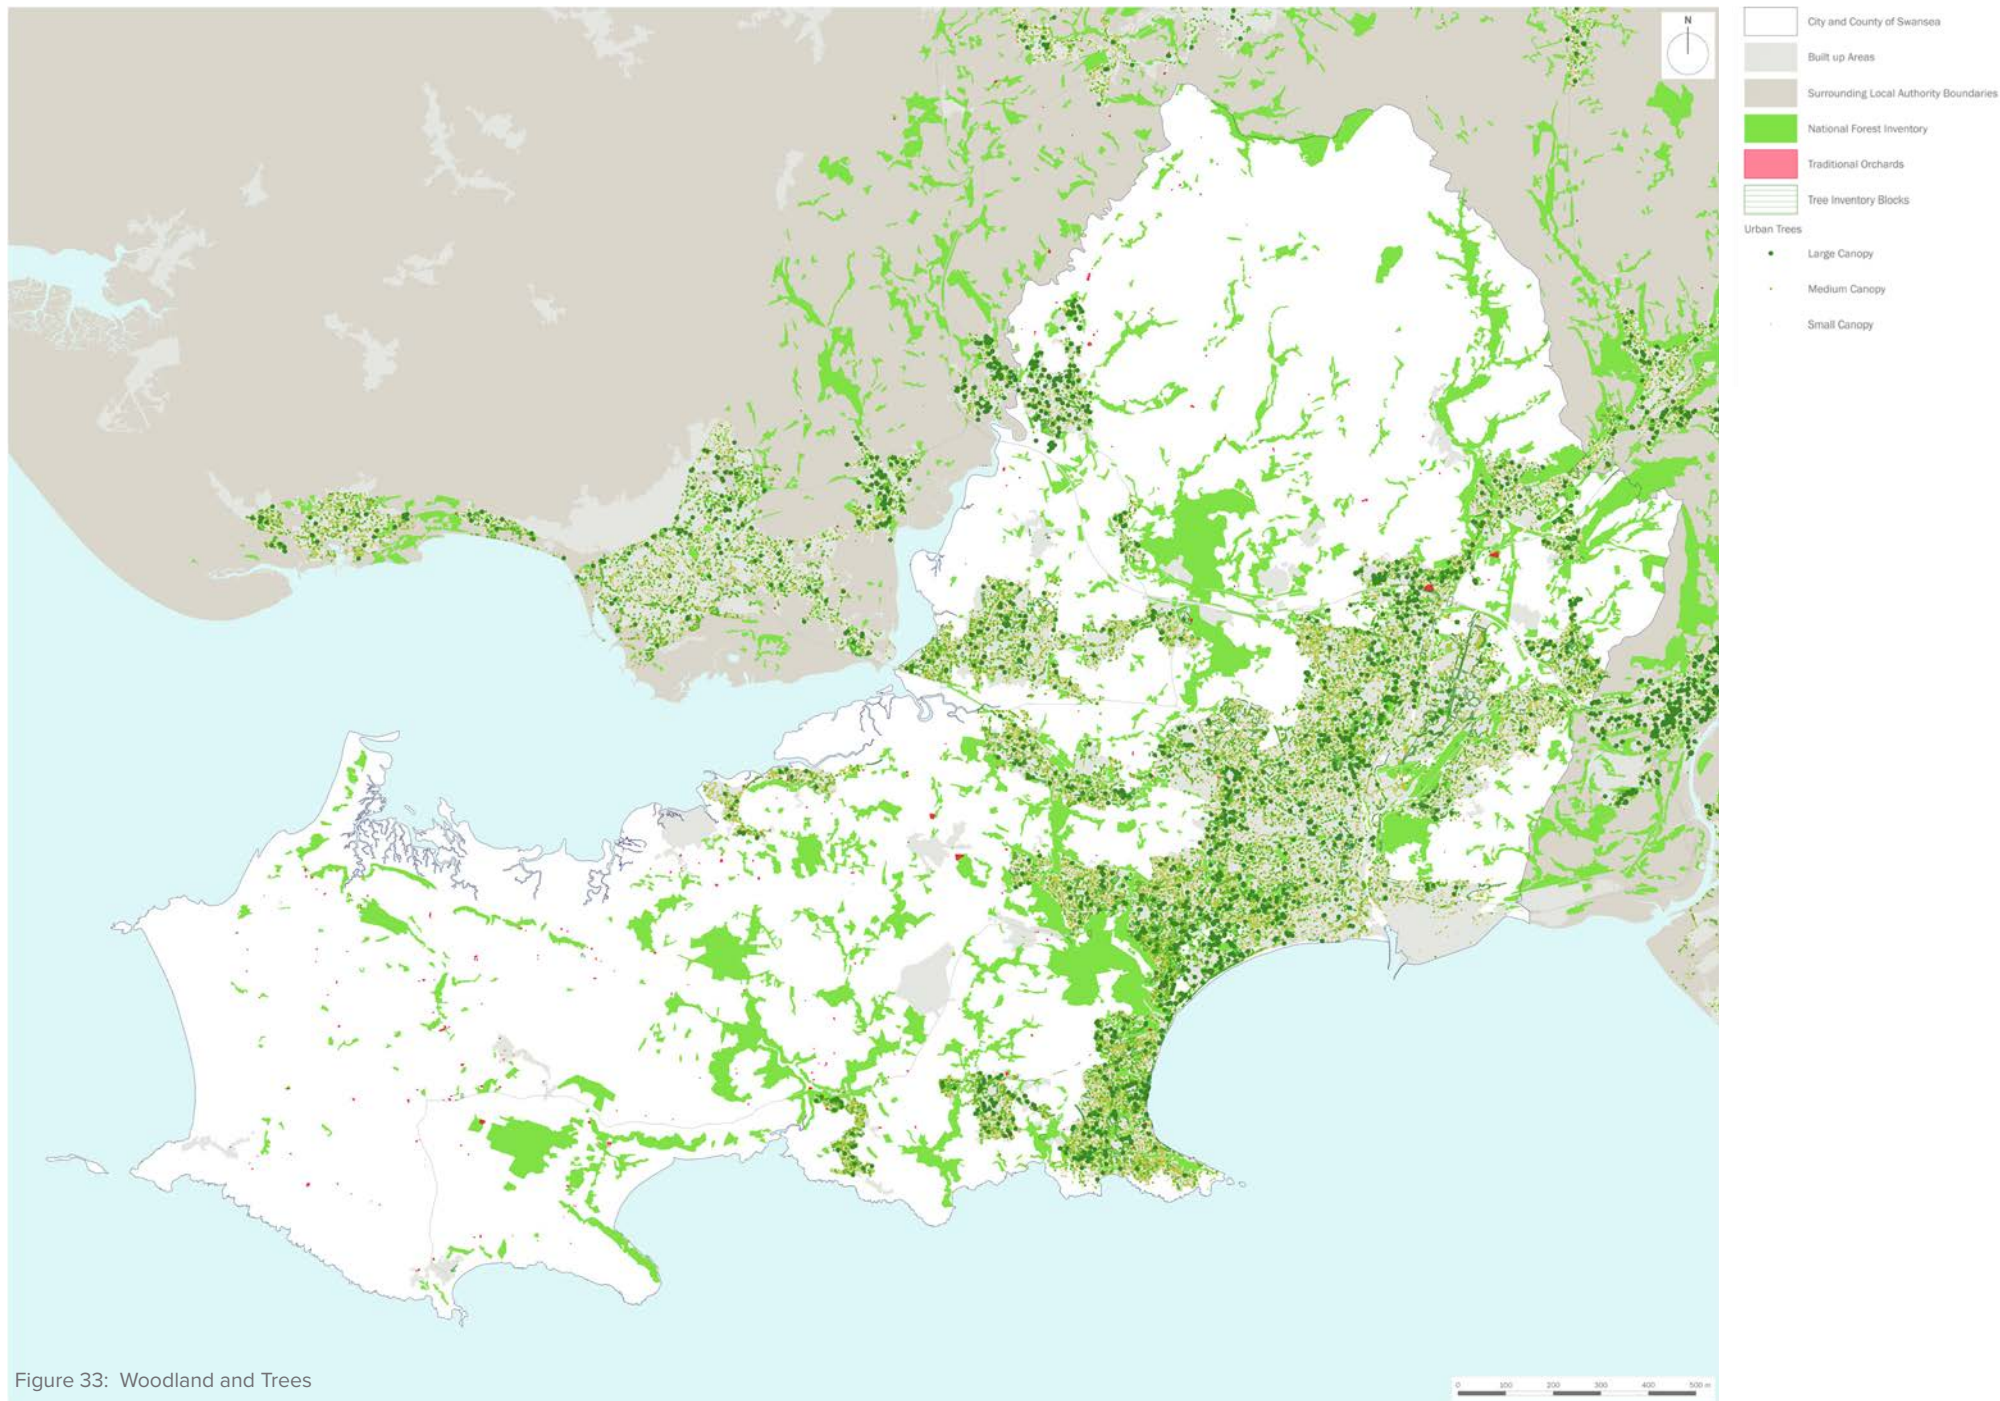 N
City and County of Swansea
Built up Areas
Surrounding Local Authority Boundaries
National Forest Inventory
Traditional Orchards
Tree Inventory Blocks
Urban Trees
Large Canopy
Medium Canopy
Small Canopy
Figure 33: Woodland and Trees
0 100 200 300 400 500 m